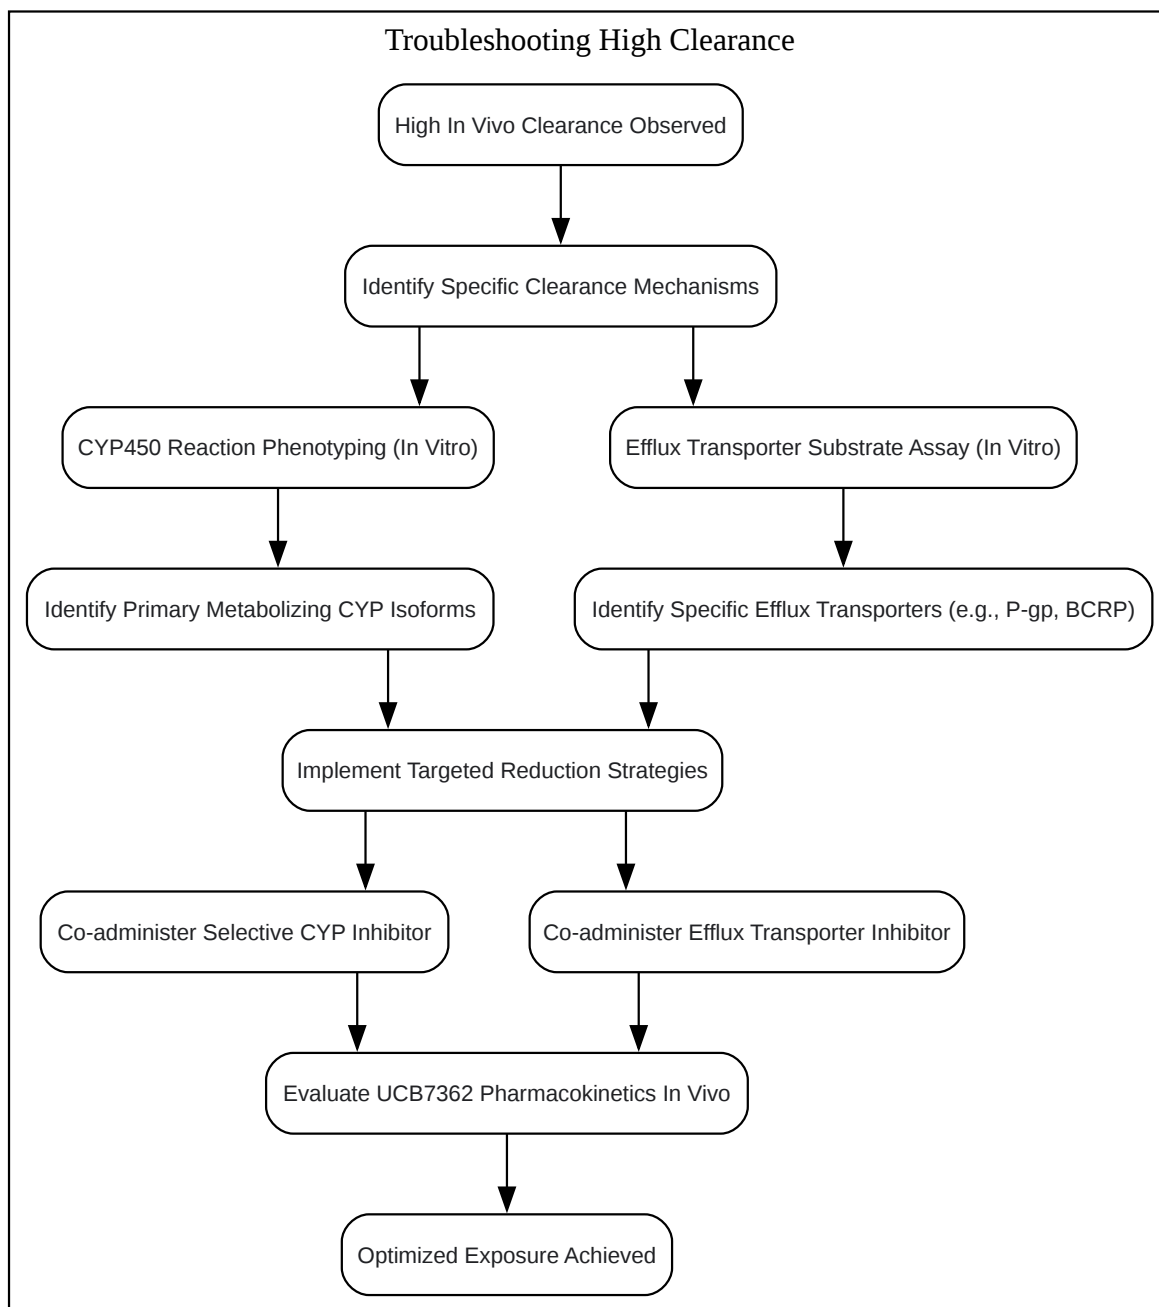 Troubleshooting High Clearance
High In Vivo Clearance Observed
Identify Specific Clearance Mechanisms
CYP450 Reaction Phenotyping (In Vitro)
Efflux Transporter Substrate Assay (In Vitro)
Identify Primary Metabolizing CYP Isoforms
Identify Specific Efflux Transporters (e.g., P-gp, BCRP)
Implement Targeted Reduction Strategies
Co-administer Selective CYP Inhibitor
Co-administer Efflux Transporter Inhibitor
Evaluate UCB7362 Pharmacokinetics In Vivo
Optimized Exposure Achieved